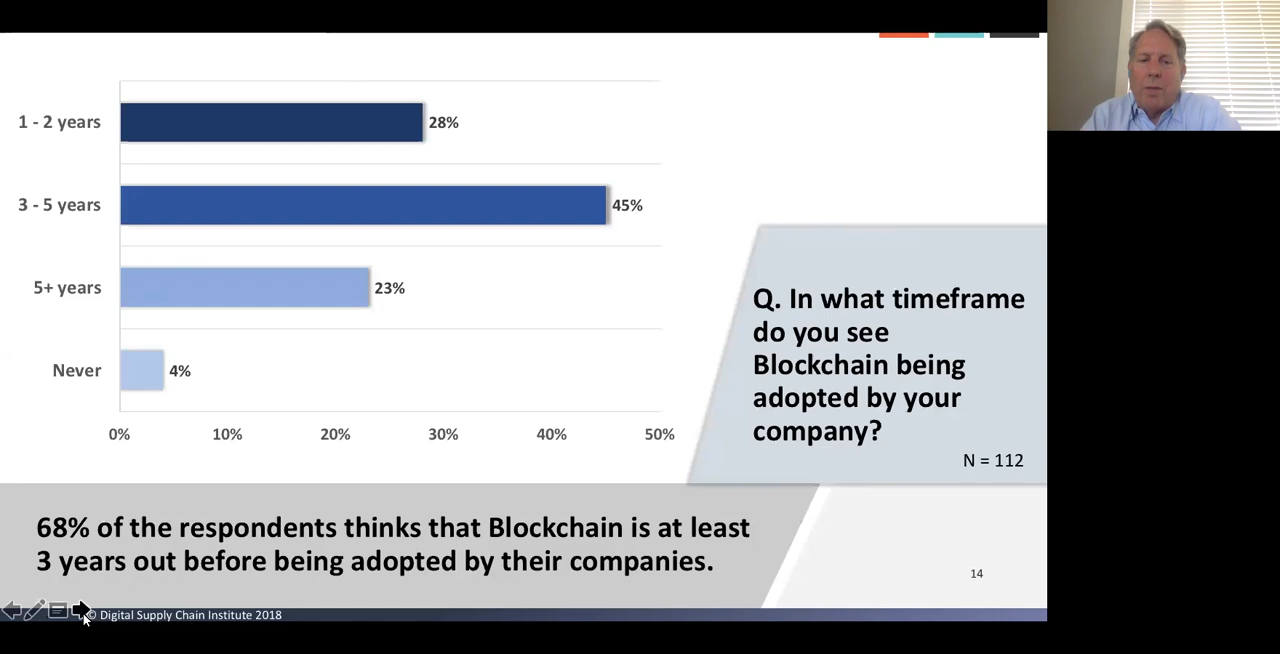 1 - 2 years
28%
3 - 5 years
45%
5+ years
23%
Never
4%
0% 10% 20% 30% 40% 50%
Q. In what timeframe
do you see
Blockchain being
adopted by your
company?
N = 112
68% of the respondents thinks that Blockchain is at least
3 years out before being adopted by their companies.
14
© Digital Supply Chain Institute 2018